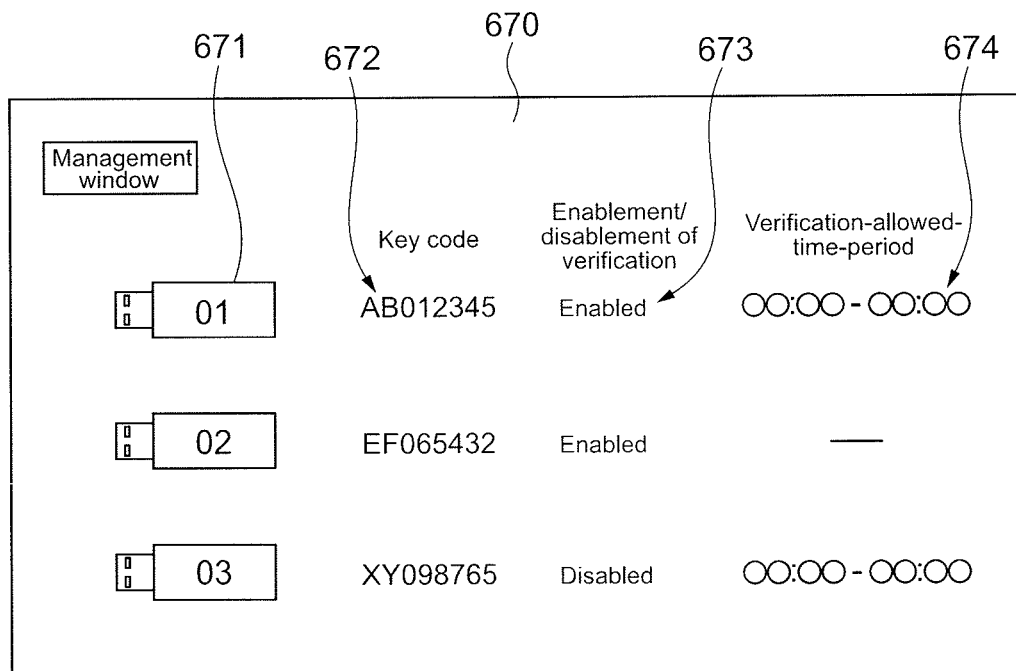 670
671
672
673
674
Management
window
Key code
Enablement/
disablement of
verification
Verification-allowed-
time-period
01
AB012345
Enabled
○○:○○ - ○○:○○
02
EF065432
Enabled
—
03
XY098765
Disabled
○○:○○ - ○○:○○